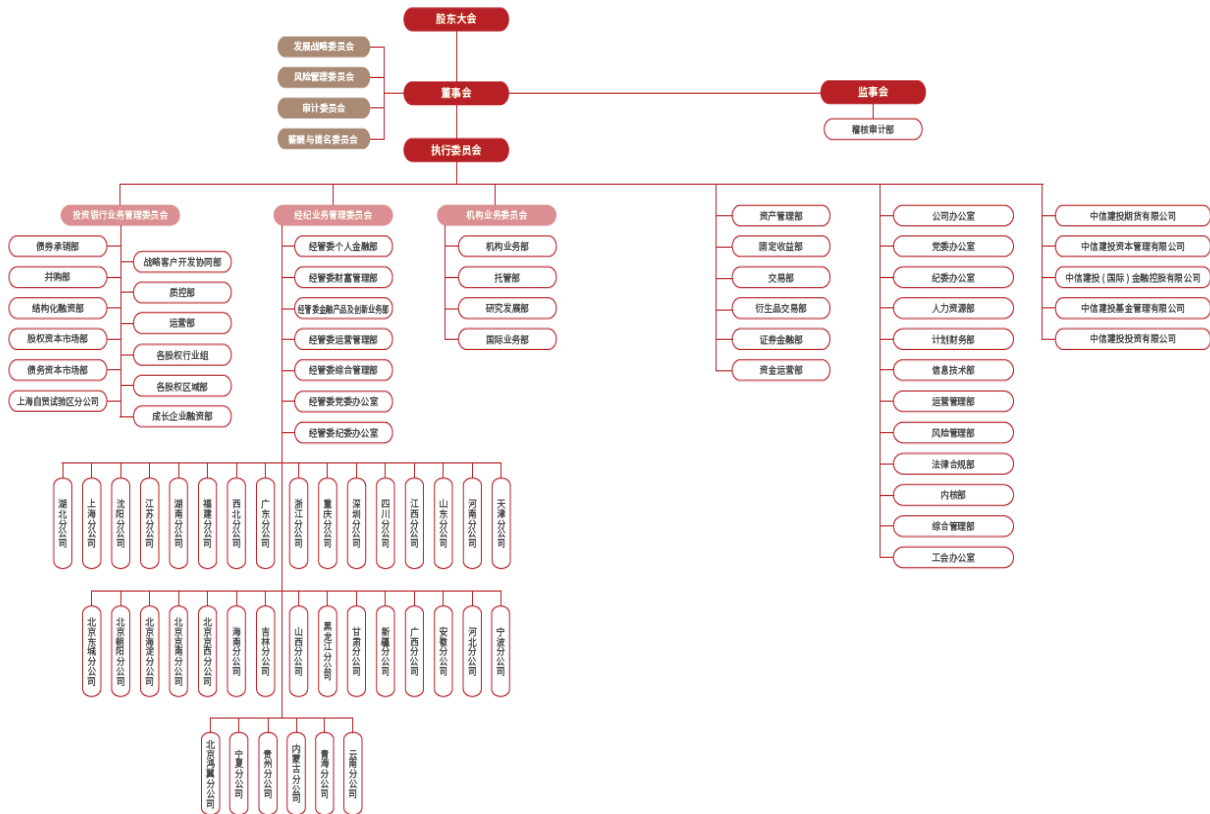 股东大会
发展战略委员会
风险管理委员会
审计委员会
薪酬与提名委员会
董事会
监事会
稽核审计部
执行委员会
投资银行业务管理委员会
债券承销部
并购部
结构化融资部
股权资本市场部
债务资本市场部
上海自贸试验区分公司
战略客户开发协同部
质控部
运营部
各股权行业组
各股权区域部
成长企业融资部
经纪业务管理委员会
经管委个人金融部
经管委财富管理部
经管委金融产品及创新业务部
经管委运营管理部
经管委综合管理部
经管委党委办公室
经管委纪委办公室
机构业务委员会
机构业务部
托管部
研究发展部
国际业务部
资产管理部
固定收益部
交易部
衍生品交易部
证券金融部
资金运营部
公司办公室
党委办公室
纪委办公室
人力资源部
计划财务部
信息技术部
运营管理部
风险管理部
法律合规部
内核部
综合管理部
工会办公室
中信建投期货有限公司
中信建投资本管理有限公司
中信建投(国际)金融控股有限公司
中信建投基金管理有限公司
中信建投投资有限公司
湖北分公司
上海分公司
沈阳分公司
江苏分公司
湖南分公司
福建分公司
西北分公司
广东分公司
浙江分公司
重庆分公司
深圳分公司
四川分公司
江西分公司
山东分公司
河南分公司
天津分公司
北京东城分公司
北京朝阳分公司
北京海淀分公司
北京京南分公司
北京京西分公司
海南分公司
吉林分公司
山西分公司
黑龙江分公司
甘肃分公司
新疆分公司
广西分公司
安徽分公司
河北分公司
宁波分公司
北京鸿翼分公司
宁夏分公司
贵州分公司
内蒙古分公司
青海分公司
云南分公司